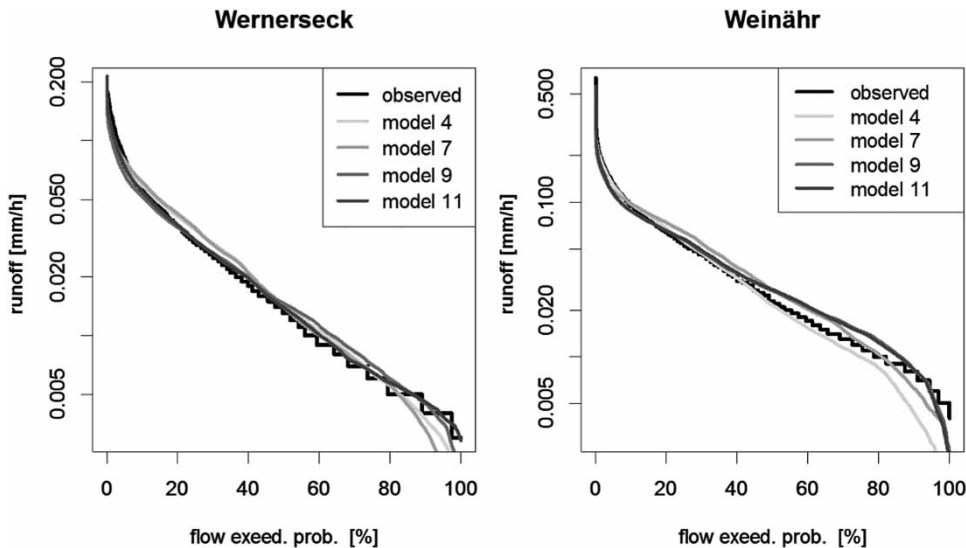 Wernerseck
runoff [mm/h]
0.200
0.050
0.020
0.005
observed
model 4
model 7
model 9
model 11
0 20 40 60 80 100
flow exeed. prob. [%]
Weinähr
runoff [mm/h]
0.500
0.100
0.020
0.005
observed
model 4
model 7
model 9
model 11
0 20 40 60 80 100
flow exeed. prob. [%]